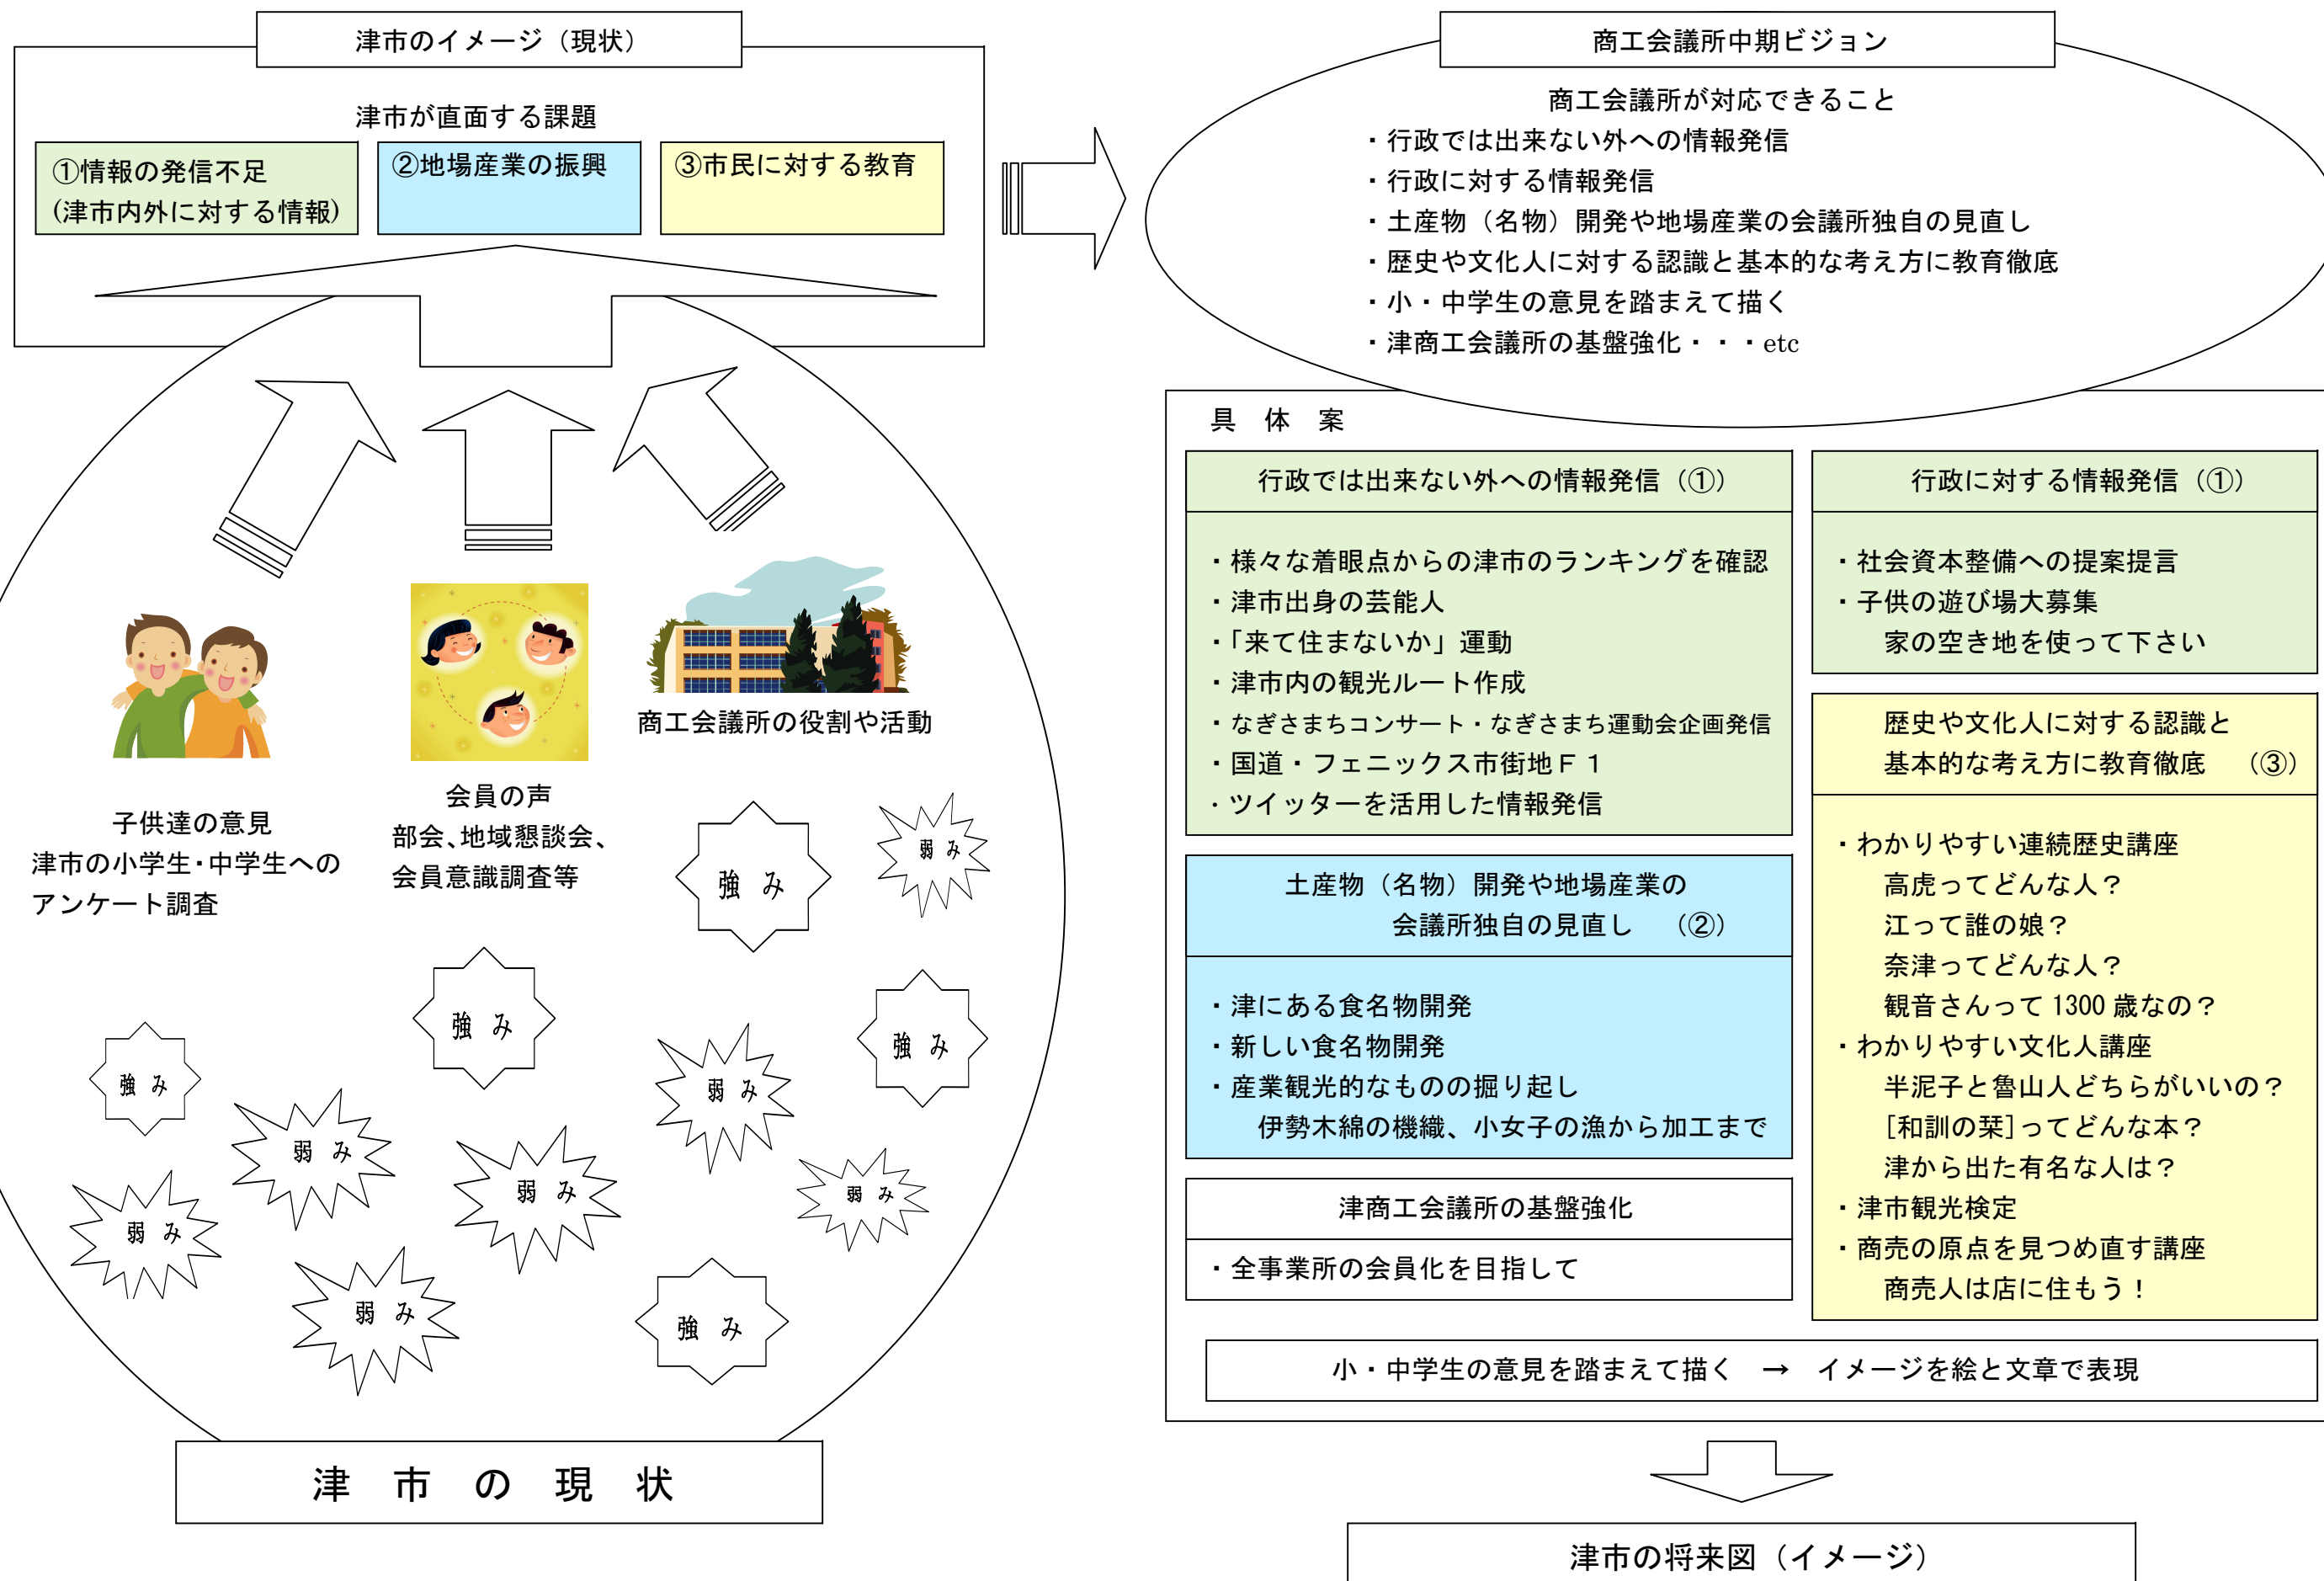 津市のイメージ（現状）
津市が直面する課題
①情報の発信不足
(津市内外に対する情報)
②地場産業の振興
③市民に対する教育
子供達の意見
津市の小学生・中学生への
アンケート調査
会員の声
部会、地域懇談会、
会員意識調査等
商工会議所の役割や活動
強　み
弱　み
強　み
強　み
強　み
弱　み
弱　み
弱　み
弱　み
弱　み
弱　み
強　み
津　市　の　現　状
商工会議所中期ビジョン
商工会議所が対応できること
・行政では出来ない外への情報発信
・行政に対する情報発信
・土産物（名物）開発や地場産業の会議所独自の見直し
・歴史や文化人に対する認識と基本的な考え方に教育徹底
・小・中学生の意見を踏まえて描く
・津商工会議所の基盤強化・・・etc
具　体　案
行政では出来ない外への情報発信（①）
・様々な着眼点からの津市のランキングを確認
・津市出身の芸能人
・「来て住まないか」運動
・津市内の観光ルート作成
・なぎさまちコンサート・なぎさまち運動会企画発信
・国道・フェニックス市街地Ｆ１
・ツイッターを活用した情報発信
土産物（名物）開発や地場産業の
会議所独自の見直し　（②）
・津にある食名物開発
・新しい食名物開発
・産業観光的なものの掘り起し
伊勢木綿の機織、小女子の漁から加工まで
津商工会議所の基盤強化
・全事業所の会員化を目指して
行政に対する情報発信（①）
・社会資本整備への提案提言
・子供の遊び場大募集
家の空き地を使って下さい
歴史や文化人に対する認識と
基本的な考え方に教育徹底　（③）
・わかりやすい連続歴史講座
高虎ってどんな人？
江って誰の娘？
奈津ってどんな人？
観音さんって 1300 歳なの？
・わかりやすい文化人講座
半泥子と魯山人どちらがいいの？
[和訓の栞]ってどんな本？
津から出た有名な人は？
・津市観光検定
・商売の原点を見つめ直す講座
商売人は店に住もう！
小・中学生の意見を踏まえて描く　→　イメージを絵と文章で表現
津市の将来図（イメージ）